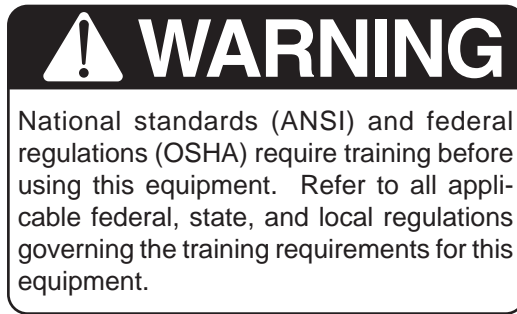 WARNING
National standards (ANSI) and federal
regulations (OSHA) require training before
using this equipment. Refer to all appli-
cable federal, state, and local regulations
governing the training requirements for this
equipment.